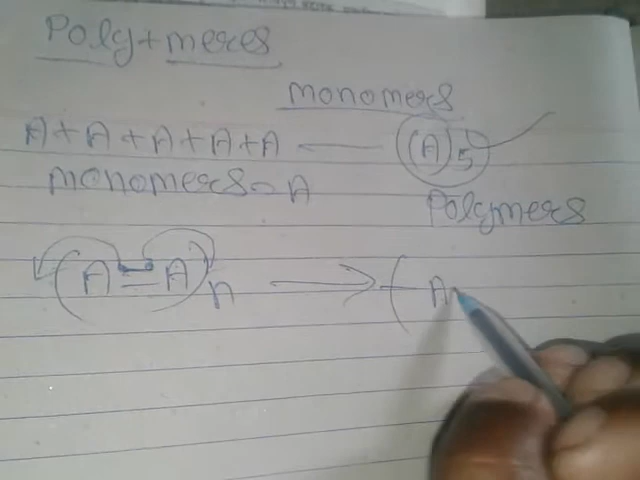 Poly+meres
monomers
A + A + A + A + A — (A)5
monomers - A
Polymers
(A = A)n → (- A